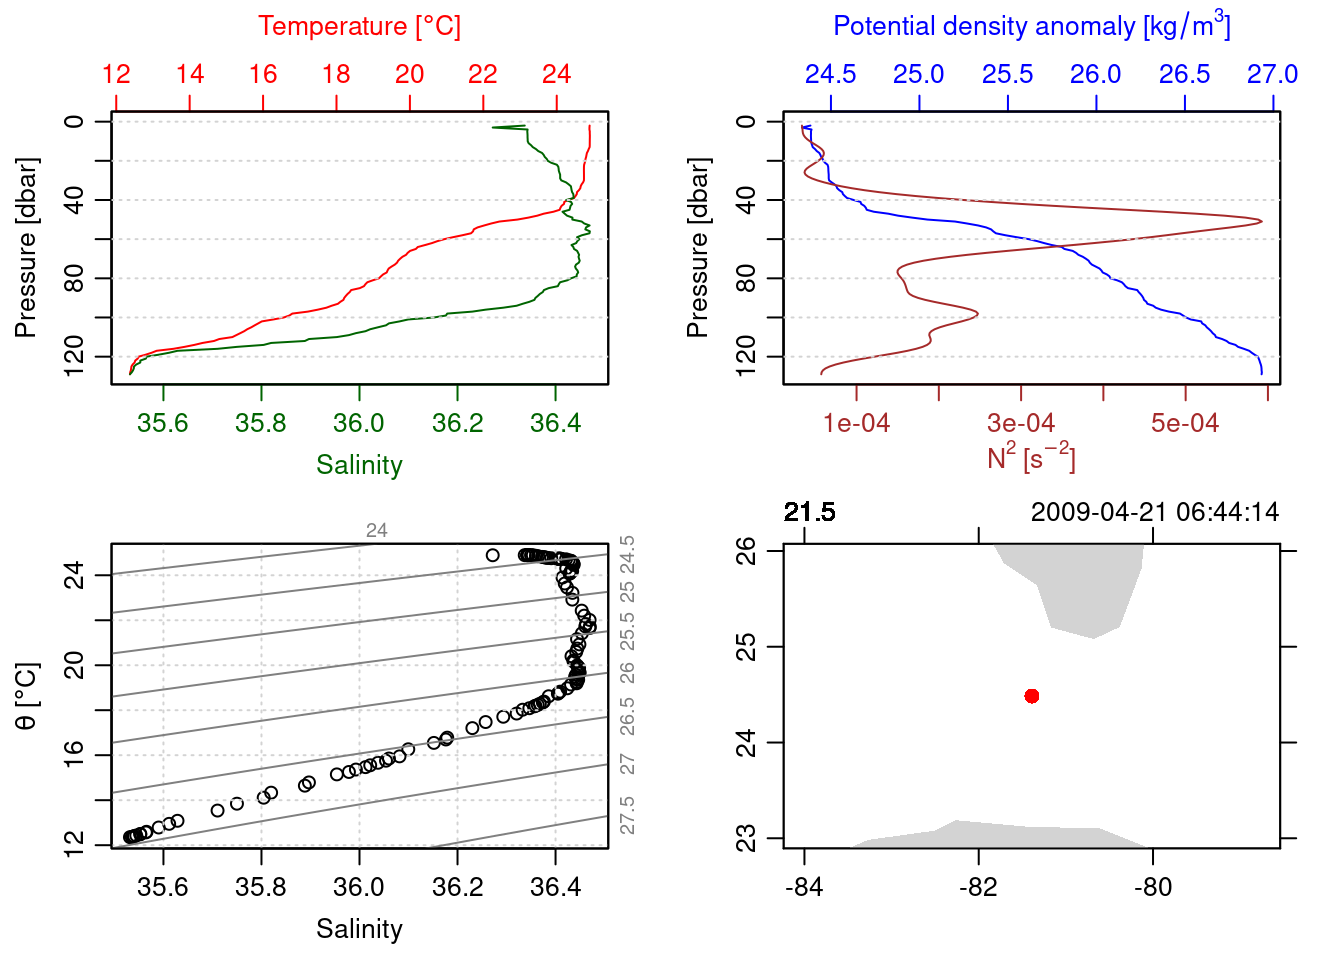 Temperature [°C]
12 14 16 18 20 22 24
0
40
80
120
Pressure [dbar]
35.6 35.8 36.0 36.2 36.4
Salinity
Potential density anomaly [kg/m³]
24.5 25.0 25.5 26.0 26.5 27.0
0
40
80
120
Pressure [dbar]
1e-04 3e-04 5e-04
N² [s⁻²]
24
24.5
25
25.5
26
26.5
27
27.5
24
20
16
12
θ [°C]
35.6 35.8 36.0 36.2 36.4
Salinity
21.5 2009-04-21 06:44:14
26
25
24
23
-84 -82 -80